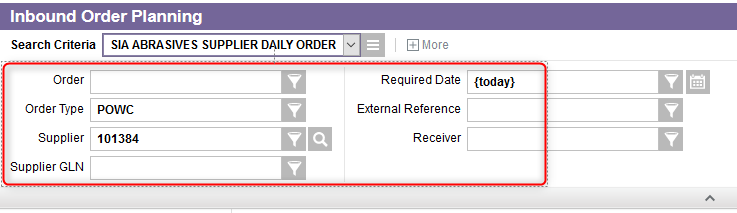 Inbound Order Planning
Search Criteria SIA ABRASIVES SUPPLIER DAILY ORDER More
Order Required Date {today}
Order Type POWC External Reference
Supplier 101384 Receiver
Supplier GLN